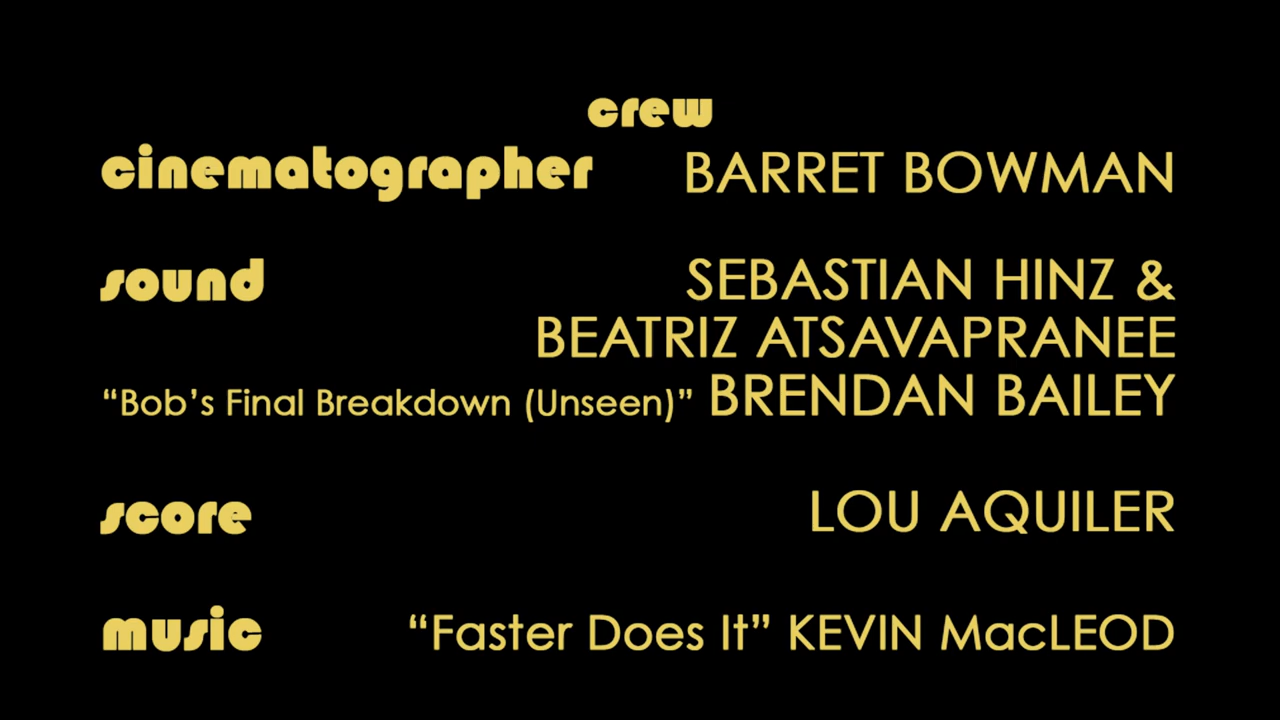 crew
cinematographer BARRET BOWMAN
sound SEBASTIAN HINZ &
BEATRIZ ATSAVAPRANEE
“Bob’s Final Breakdown (Unseen)” BRENDAN BAILEY
score LOU AQUILER
music “Faster Does It” KEVIN MacLEOD